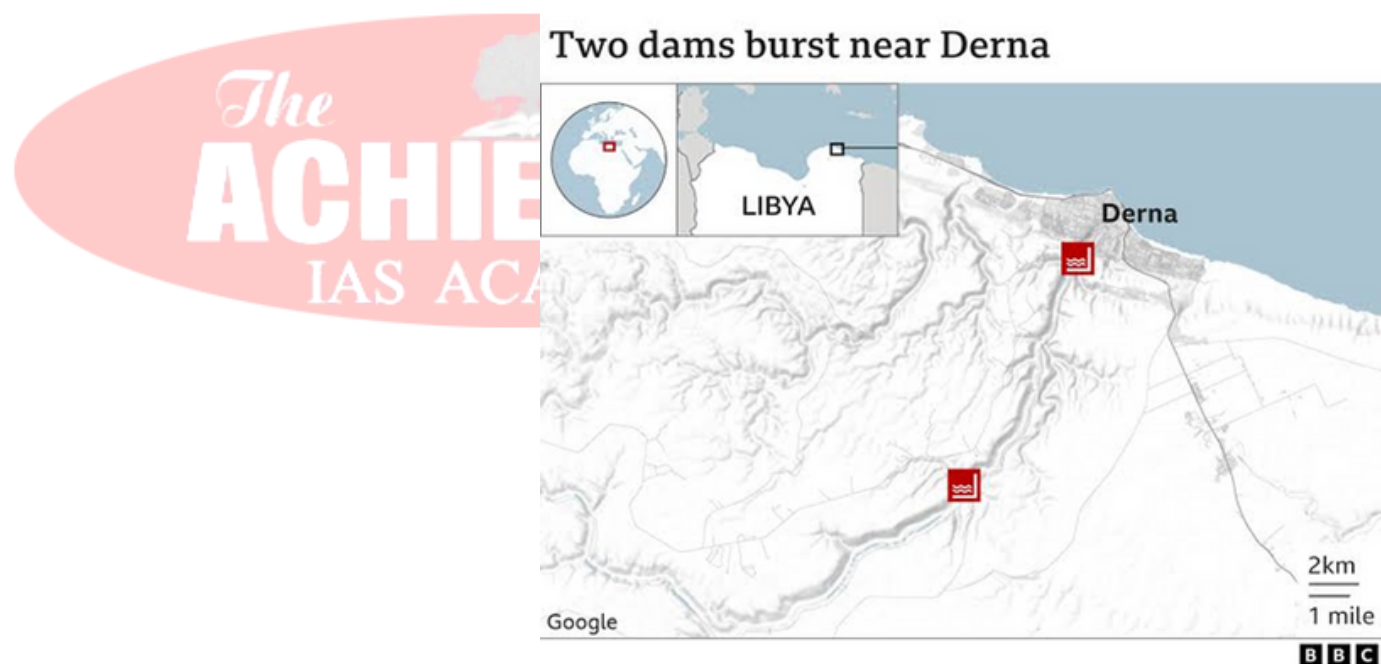 The
ACHIE
IAS ACA
Two dams burst near Derna
LIBYA
Derna
2km
1 mile
Google
BBC